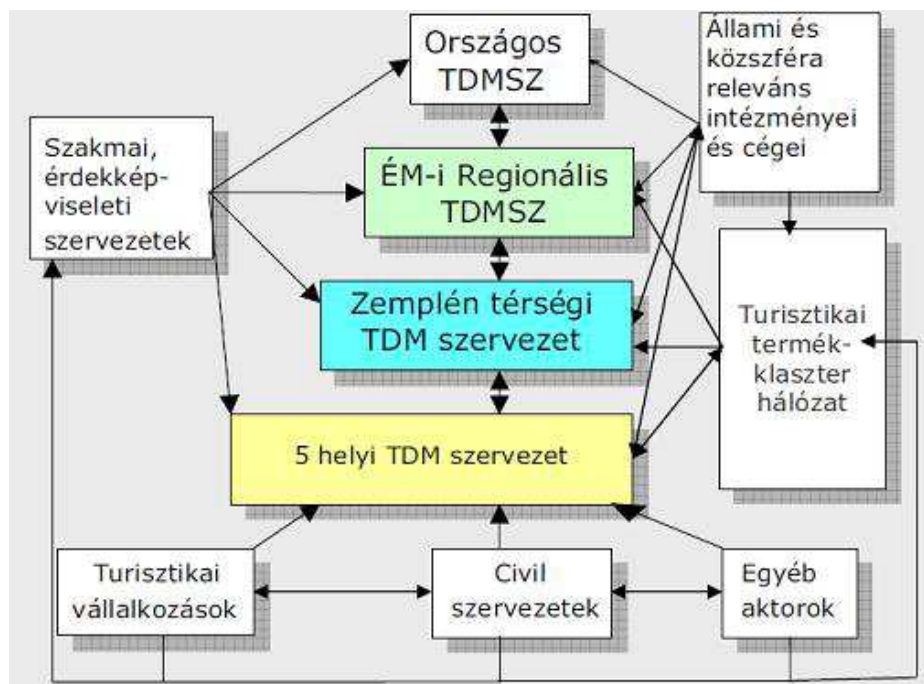 Országos
TDMSZ
Állami és
közszféra
releváns
intézményei
és cégei
Szakmai,
érdekkép-
viseleti
szervezetek
ÉM-i Regionális
TDMSZ
Zemplén térségi
TDM szervezet
Turisztikai
termék-
klaszter
hálózat
5 helyi TDM szervezet
Turisztikai
vállalkozások
Civil
szervezetek
Egyéb
aktorok